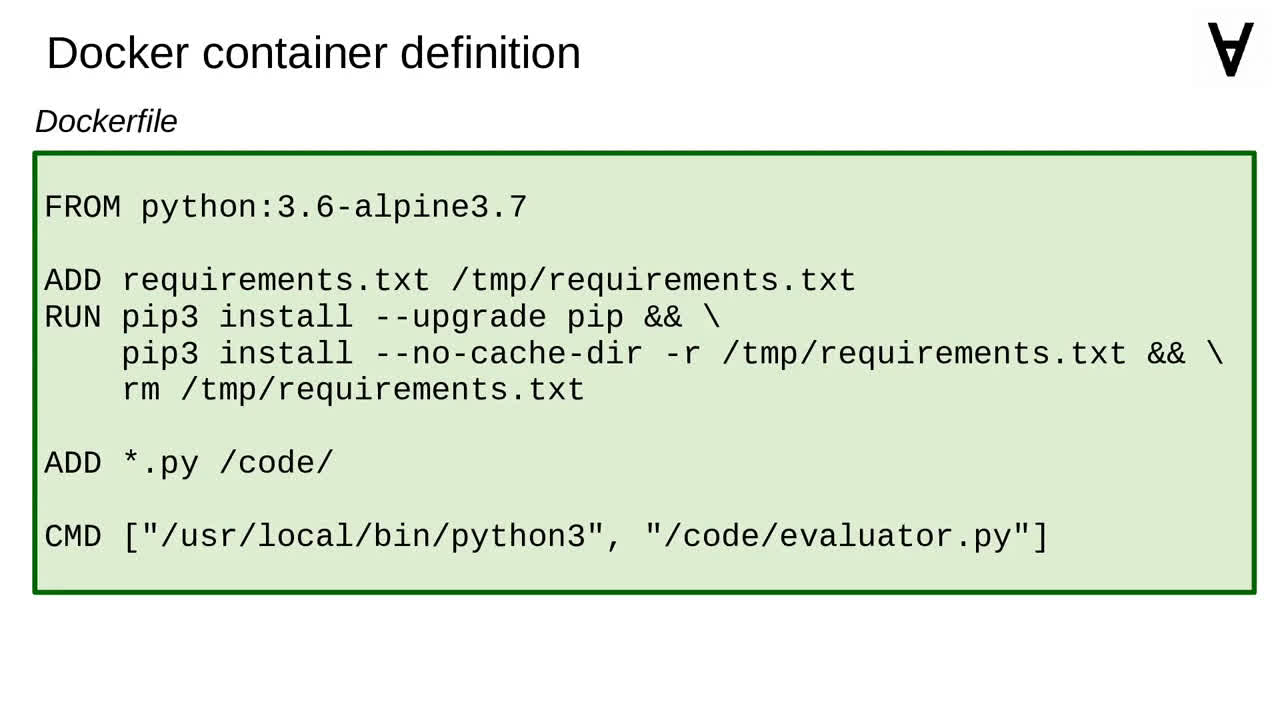 Docker container definition
Dockerfile
FROM python:3.6-alpine3.7
ADD requirements.txt /tmp/requirements.txt
RUN pip3 install --upgrade pip && \
pip3 install --no-cache-dir -r /tmp/requirements.txt && \
rm /tmp/requirements.txt
ADD *.py /code/
CMD ["/usr/local/bin/python3", "/code/evaluator.py"]